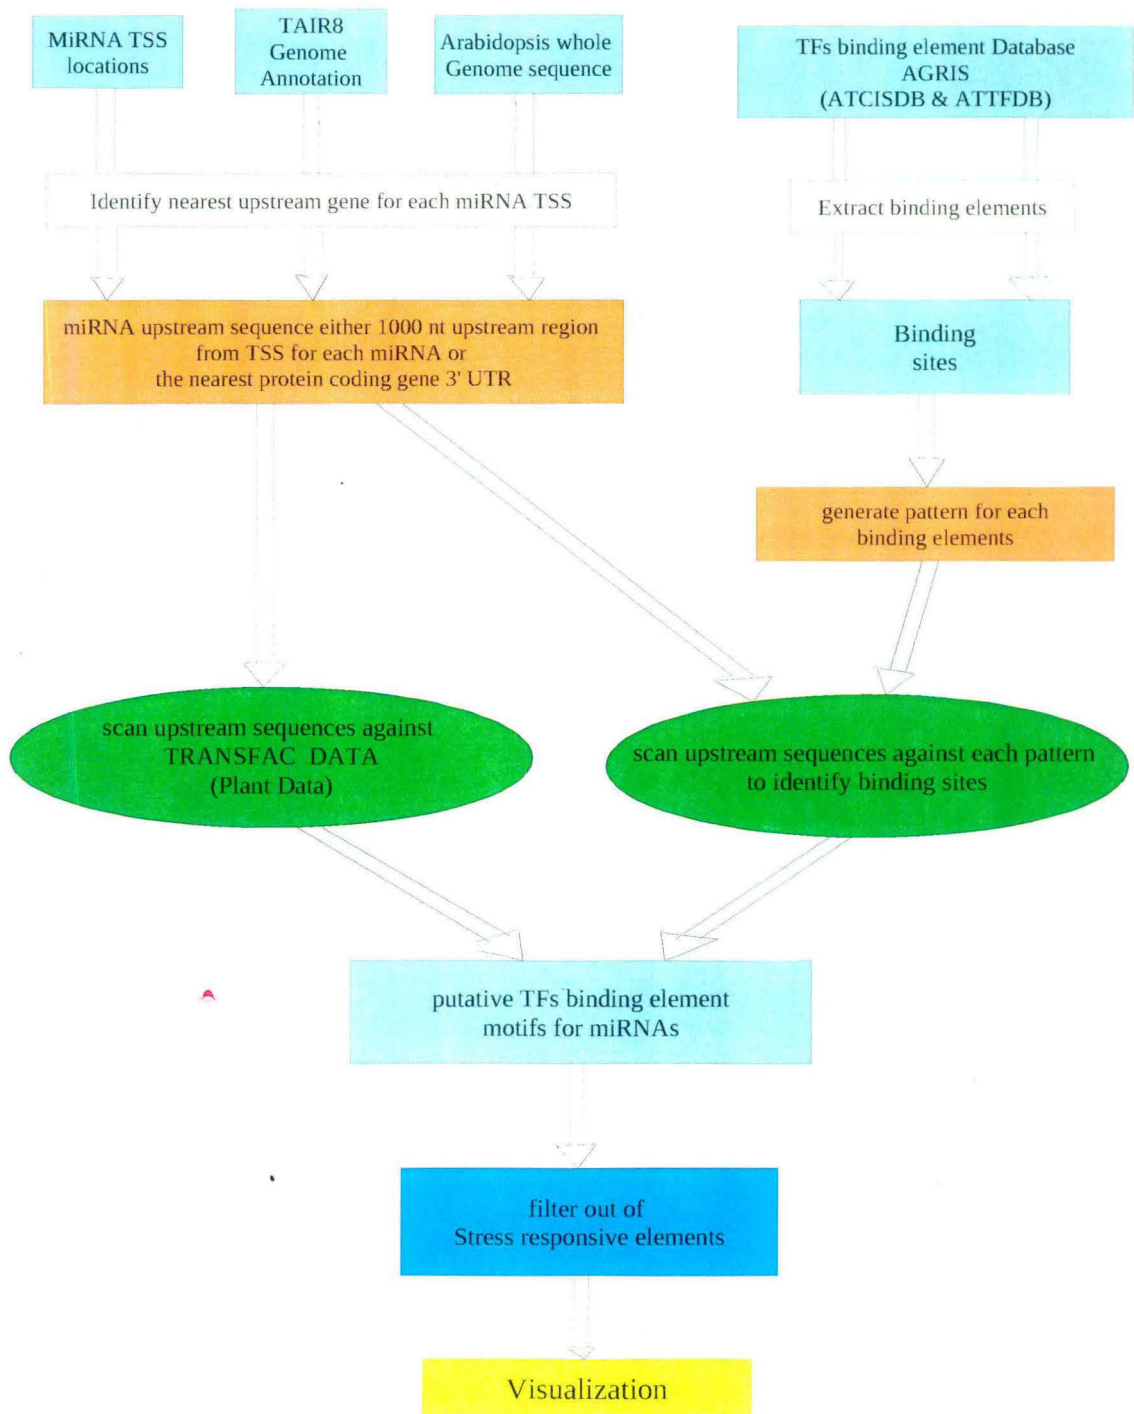 MiRNA TSS
locations
TAIR8
Genome
Annotation
Arabidopsis whole
Genome sequence
TFs binding element Database
AGRIS
(ATCISDB & ATTFDB)
Identify nearest upstream gene for each miRNA TSS
Extract binding elements
miRNA upstream sequence either 1000 nt upstream region
from TSS for each miRNA or
the nearest protein coding gene 3' UTR
Binding
sites
generate pattern for each
binding elements
scan upstream sequences against
TRANSFAC DATA
(Plant Data)
scan upstream sequences against each pattern
to identify binding sites
putative TFs binding element
motifs for miRNAs
filter out of
Stress responsive elements
Visualization